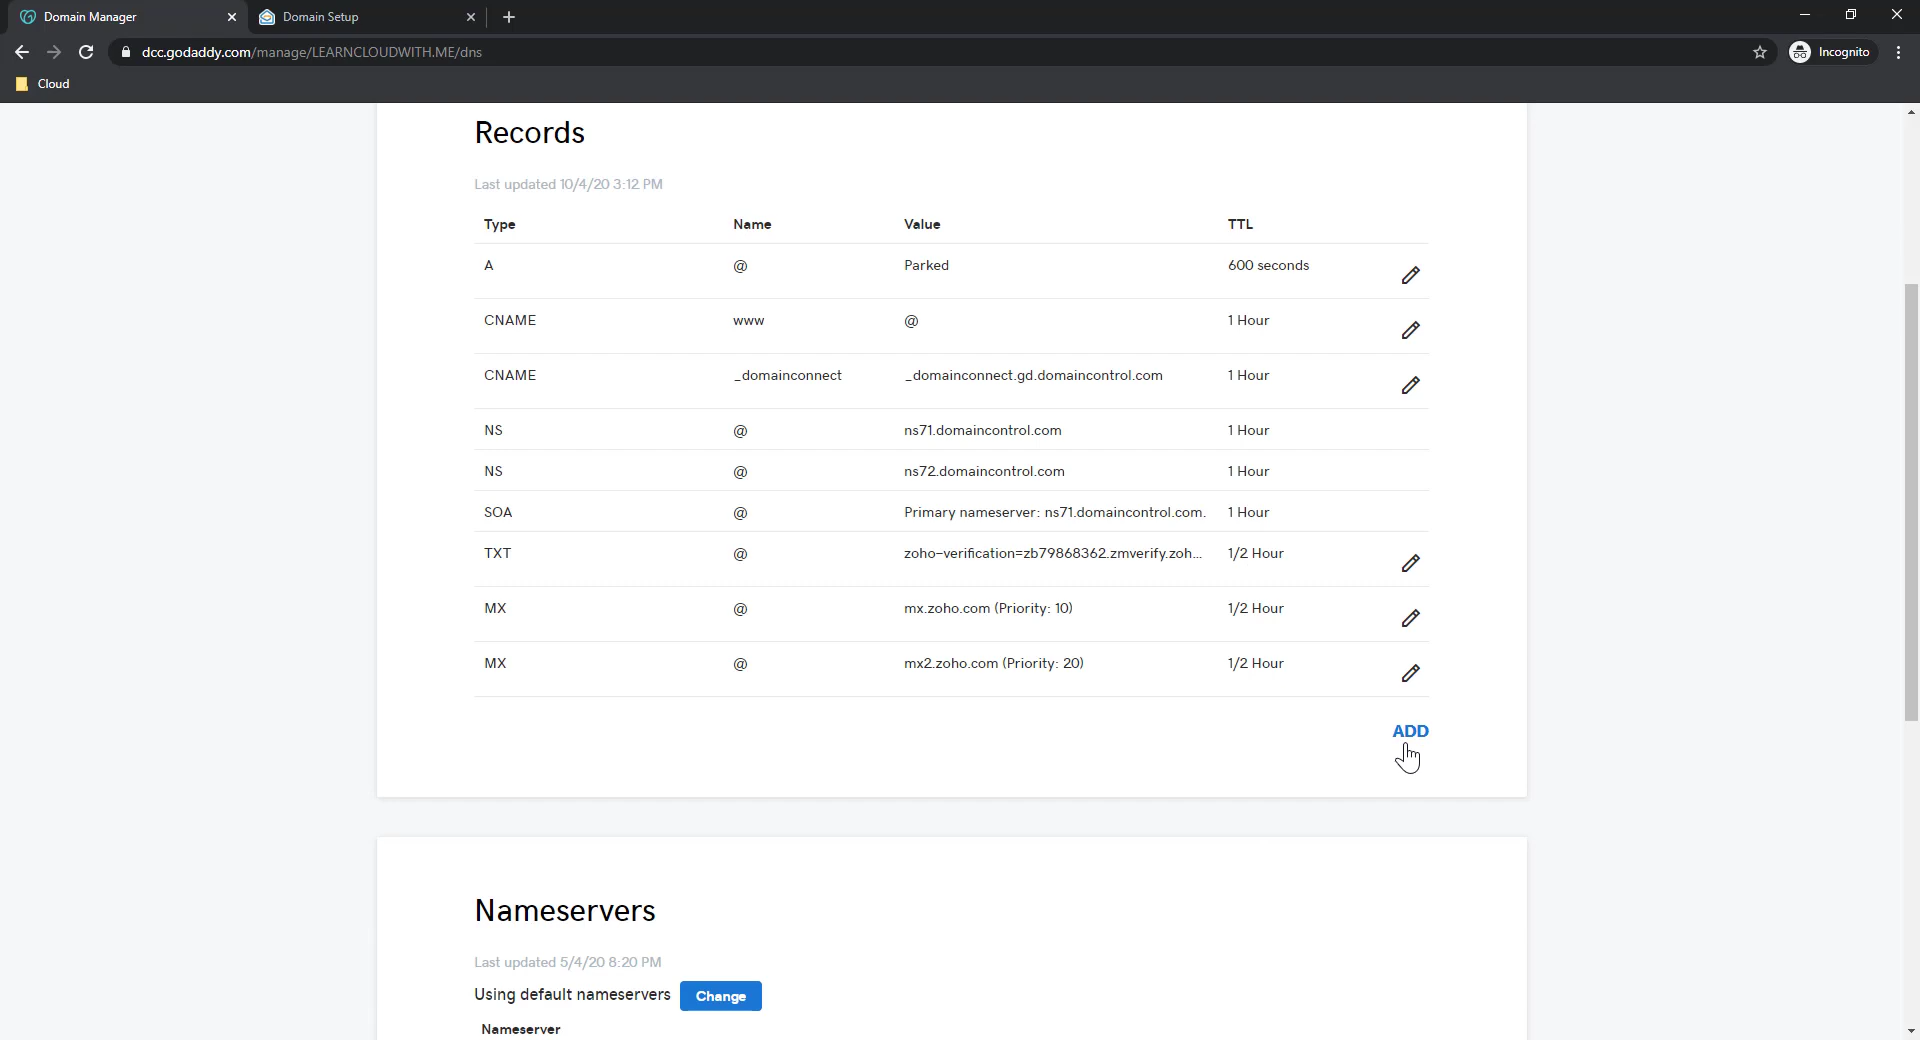 Domain Manager
Domain Setup
dcc.godaddy.com/manage/LEARNCLOUDWITH.ME/dns
Incognito
Cloud
Records
Last updated 10/4/20 3:12 PM
Type Name Value TTL
A @ Parked 600 seconds
CNAME www @ 1 Hour
CNAME _domainconnect _domainconnect.gd.domaincontrol.com 1 Hour
NS @ ns71.domaincontrol.com 1 Hour
NS @ ns72.domaincontrol.com 1 Hour
SOA @ Primary nameserver: ns71.domaincontrol.com. 1 Hour
TXT @ zoho-verification=zb79868362.zmverify.zoh... 1/2 Hour
MX @ mx.zoho.com (Priority: 10) 1/2 Hour
MX @ mx2.zoho.com (Priority: 20) 1/2 Hour
ADD
Nameservers
Last updated 5/4/20 8:20 PM
Using default nameservers Change
Nameserver